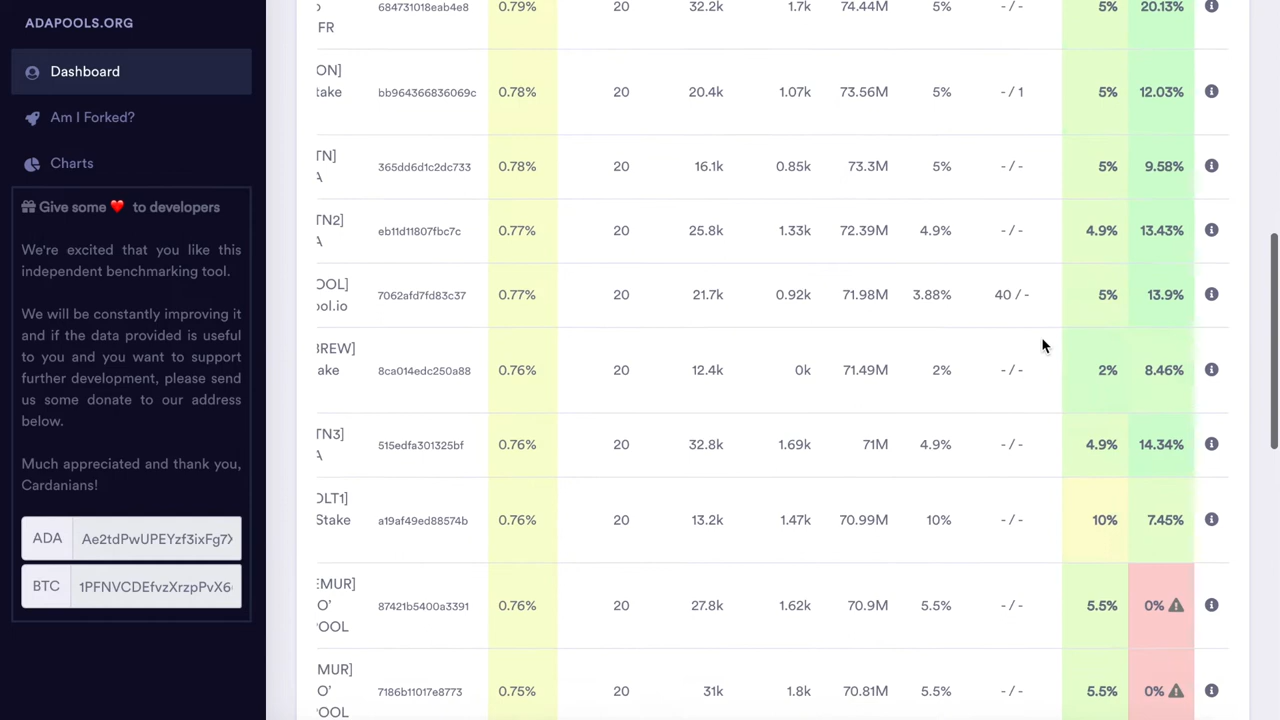 ADAPOOLS.ORG
Dashboard
Am I Forked?
Charts
Give some ❤️ to developers
We're excited that you like this
independent benchmarking tool.
We will be constantly improving it
and if the data provided is useful
to you and you want to support
further development, please send
us some donate to our address
below.
Much appreciated and thank you,
Cardanians!
ADA Ae2tdPwUPEYzf3ixFg7X
BTC 1PFNVCDEfvzXrzpPvX6
684731018eab4e8 0.79% 20 32.2k 1.7k 74.44M 5% - / - 5% 20.13%
FR
ON]
take bb964366836069c 0.78% 20 20.4k 1.07k 73.56M 5% - / 1 5% 12.03%
TN]
365dd6d1c2dc733 0.78% 20 16.1k 0.85k 73.3M 5% - / - 5% 9.58%
A
TN2]
eb11d11807fbc7c 0.77% 20 25.8k 1.33k 72.39M 4.9% - / - 4.9% 13.43%
A
OOL]
7062afd7fd83c37 0.77% 20 21.7k 0.92k 71.98M 3.88% 40 / - 5% 13.9%
ool.io
BREW]
ake 8ca014edc250a88 0.76% 20 12.4k 0k 71.49M 2% - / - 2% 8.46%
TN3]
515edfa301325bf 0.76% 20 32.8k 1.69k 71M 4.9% - / - 4.9% 14.34%
A
OLT1]
Stake a19af49ed88574b 0.76% 20 13.2k 1.47k 70.99M 10% - / - 10% 7.45%
EMUR]
O' 87421b5400a3391 0.76% 20 27.8k 1.62k 70.9M 5.5% - / - 5.5% 0%
POOL
EMUR]
O' 7186b11017e8773 0.75% 20 31k 1.8k 70.81M 5.5% - / - 5.5% 0%
POOL